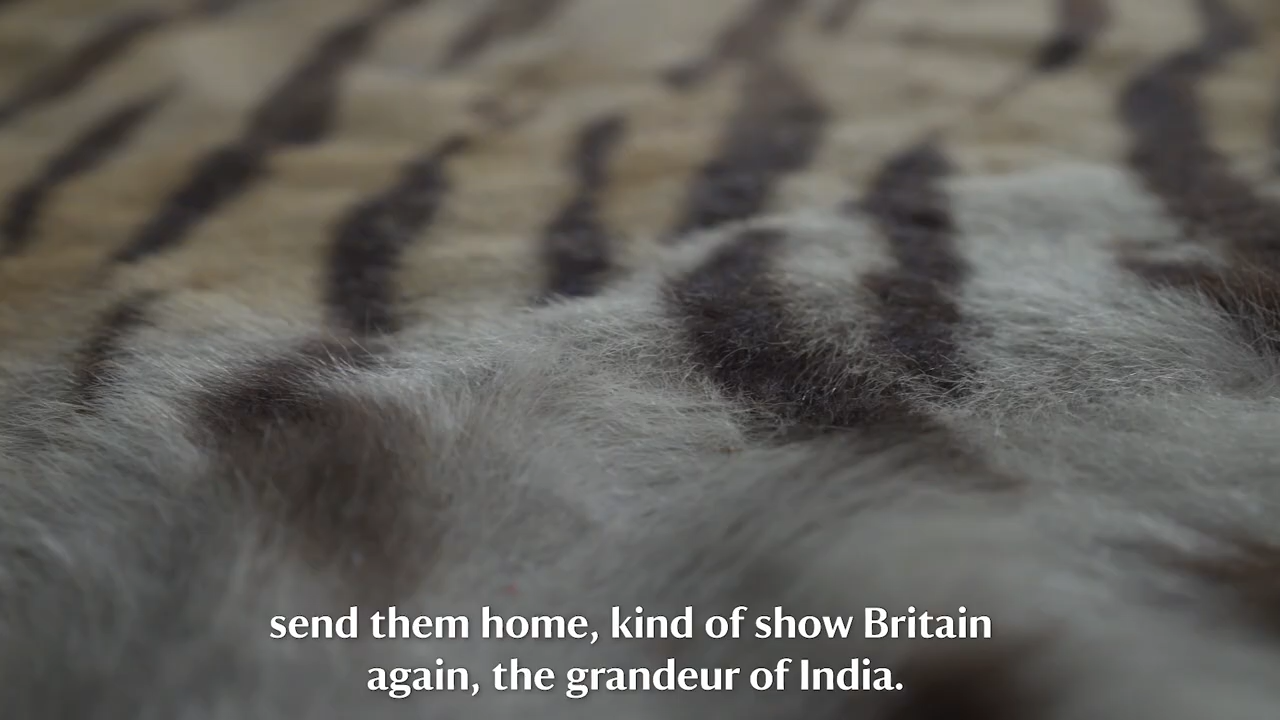 send them home, kind of show Britain
again, the grandeur of India.